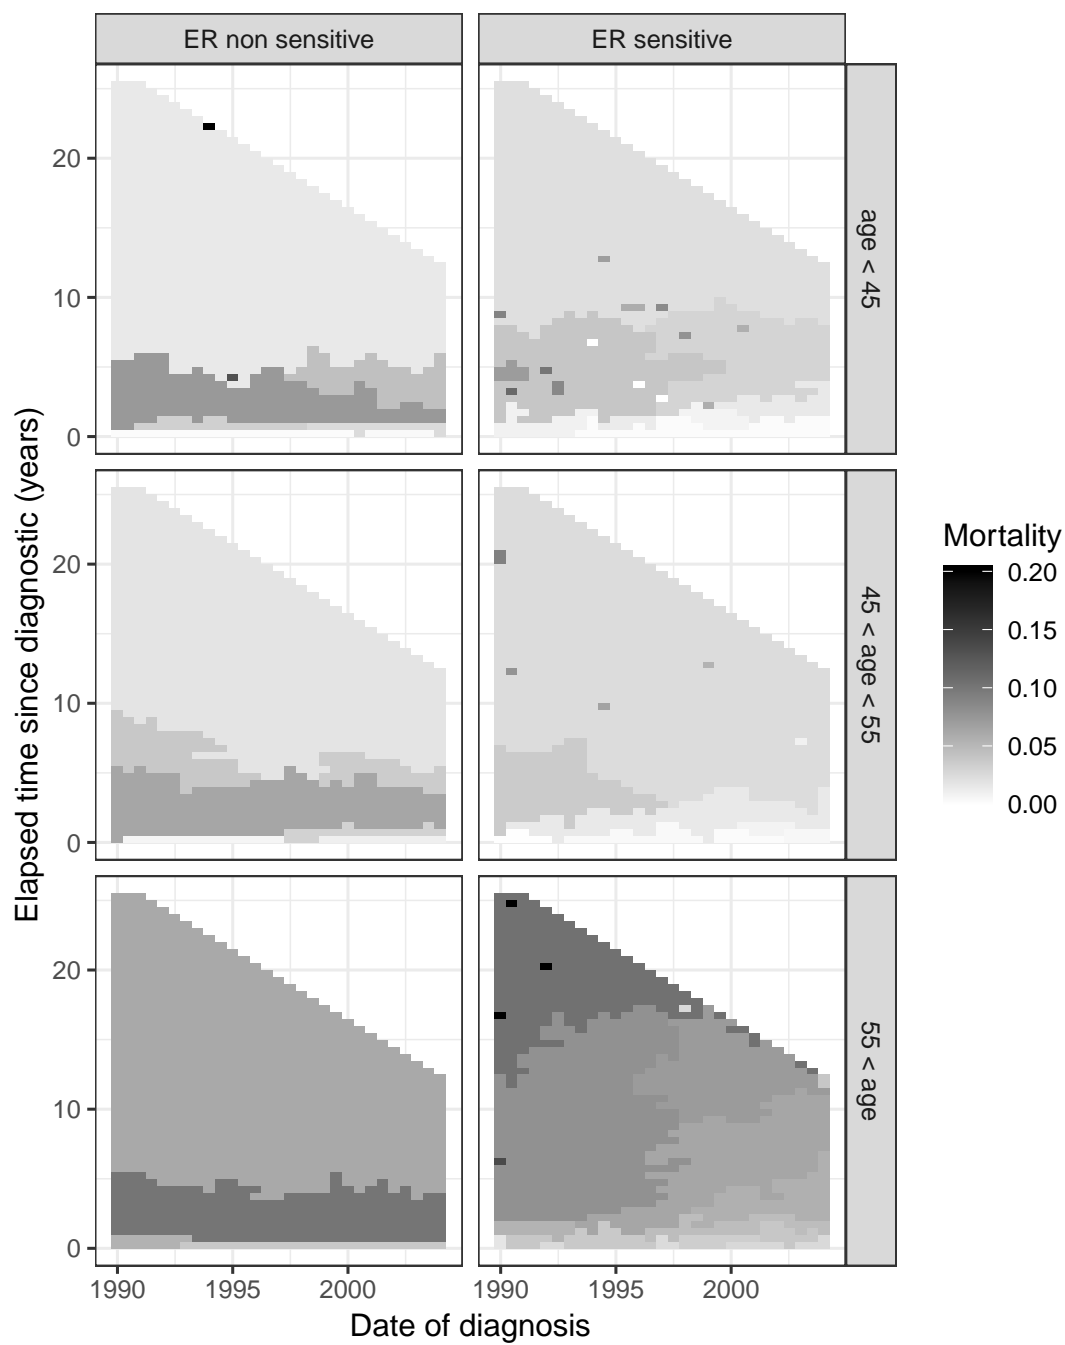 ER non sensitive
ER sensitive
20
10
0
age < 45
20
10
0
45 < age < 55
20
10
0
55 < age
1990
1995
2000
1990
1995
2000
Date of diagnosis
Elapsed time since diagnostic (years)
Mortality
0.20
0.15
0.10
0.05
0.00